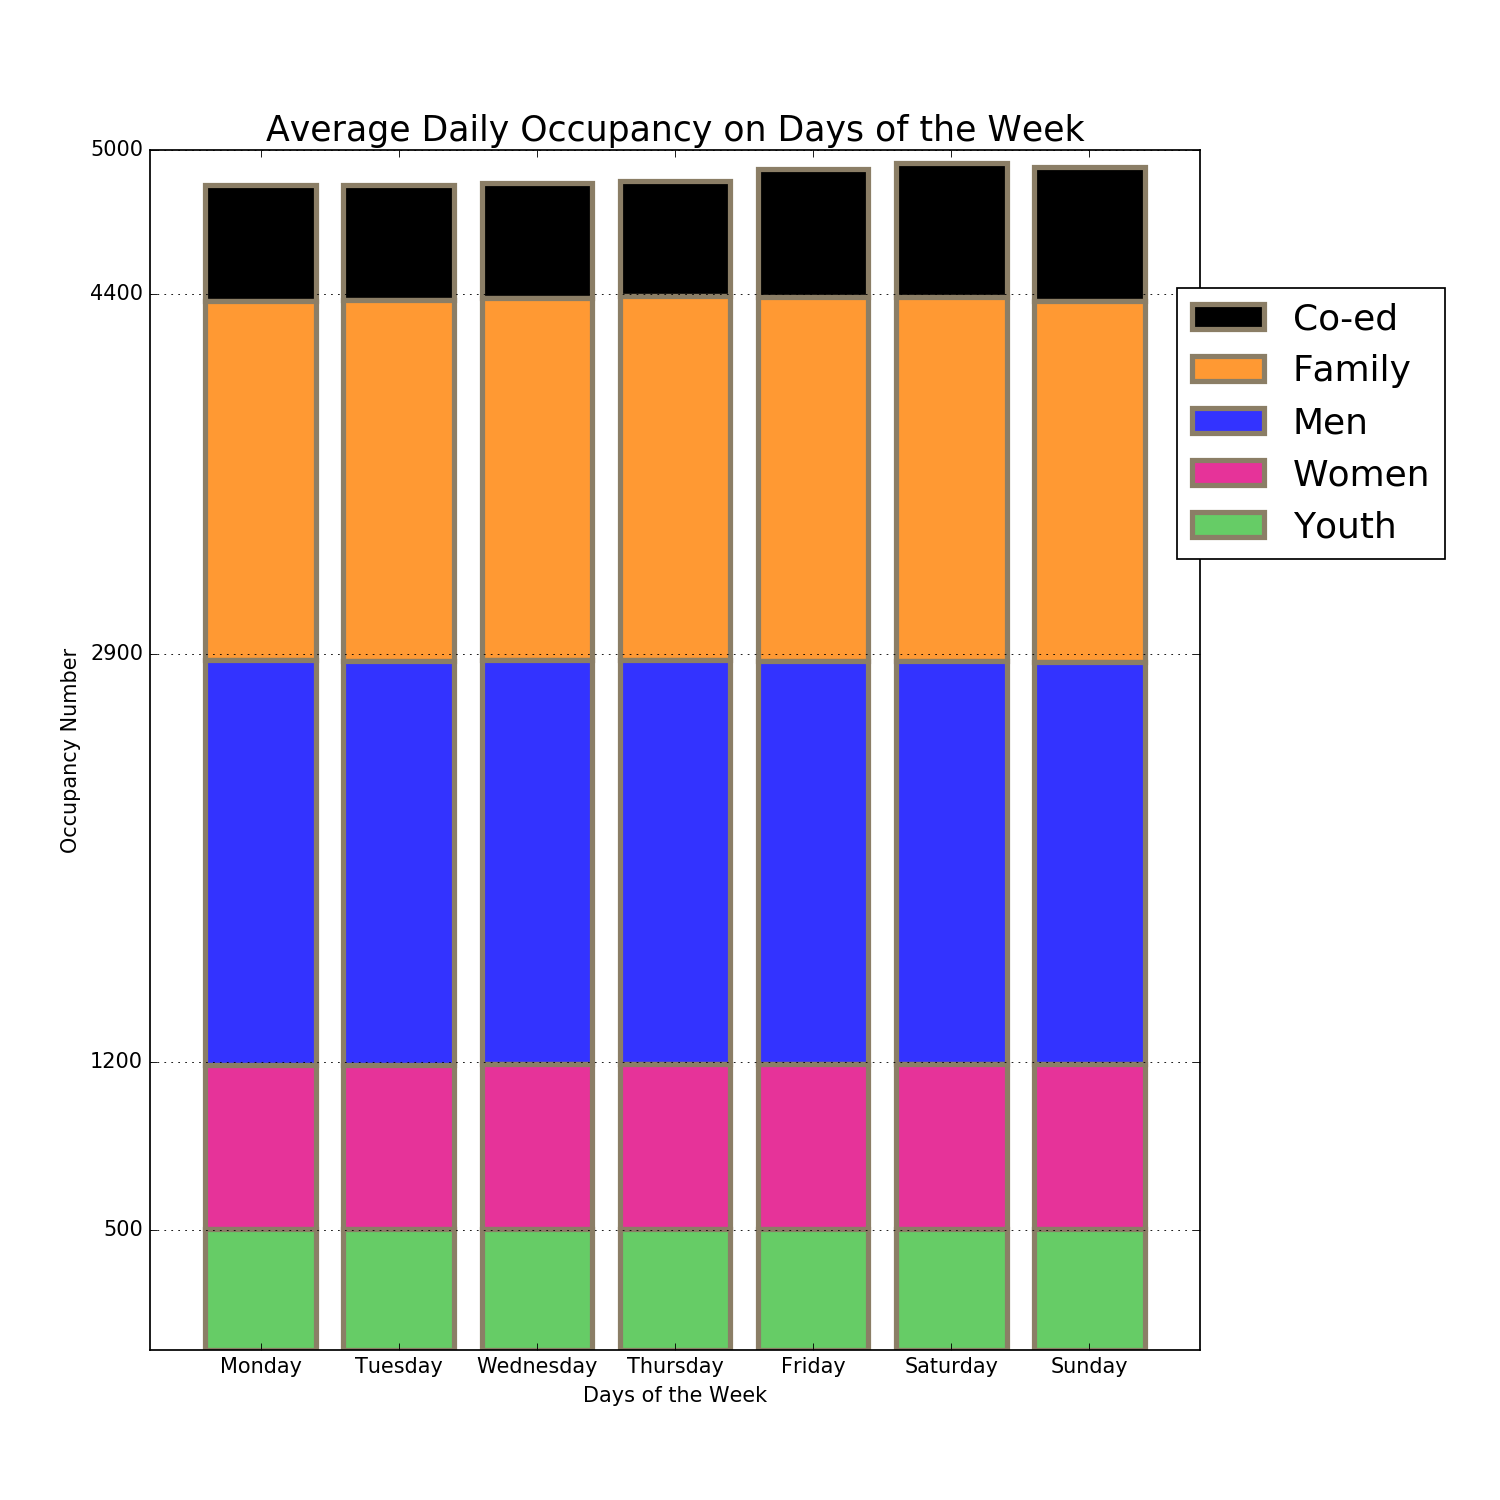 Average Daily Occupancy on Days of the Week
5000
4400
2900
1200
500
Occupancy Number
Co-ed
Family
Men
Women
Youth
Monday Tuesday Wednesday Thursday Friday Saturday Sunday
Days of the Week